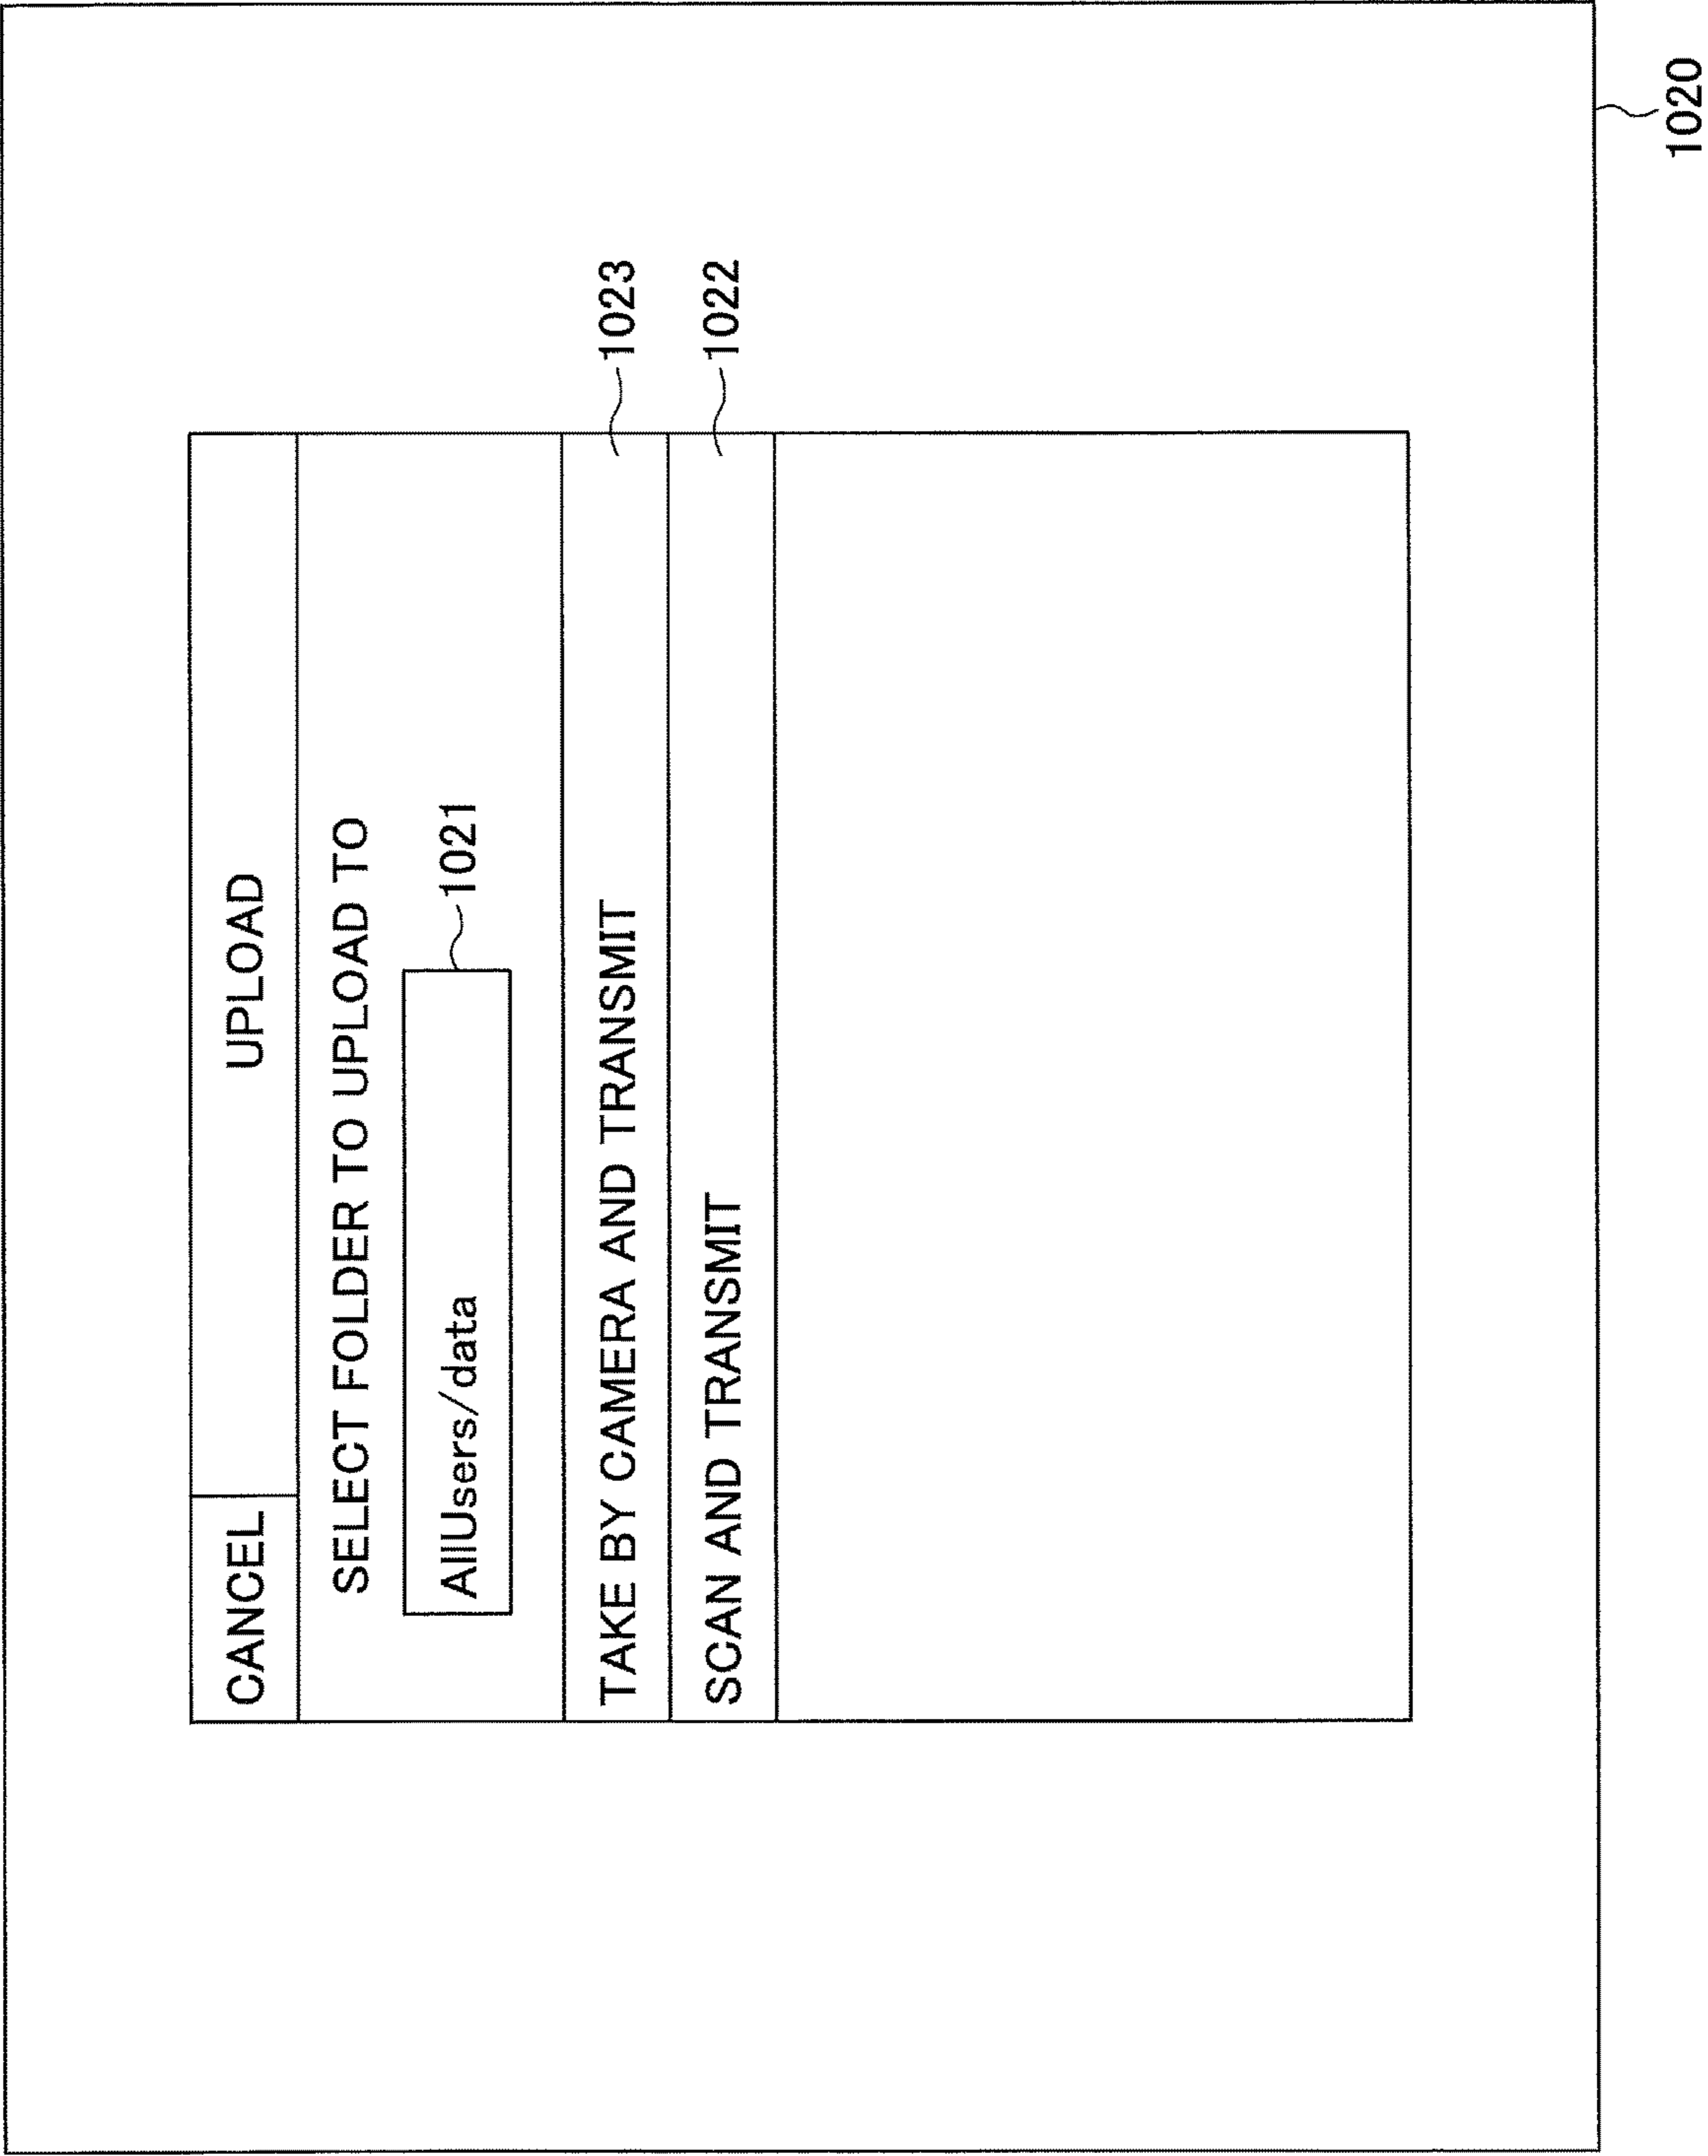 CANCEL UPLOAD
SELECT FOLDER TO UPLOAD TO
AllUsers/data 1021
TAKE BY CAMERA AND TRANSMIT 1023
SCAN AND TRANSMIT 1022
1020